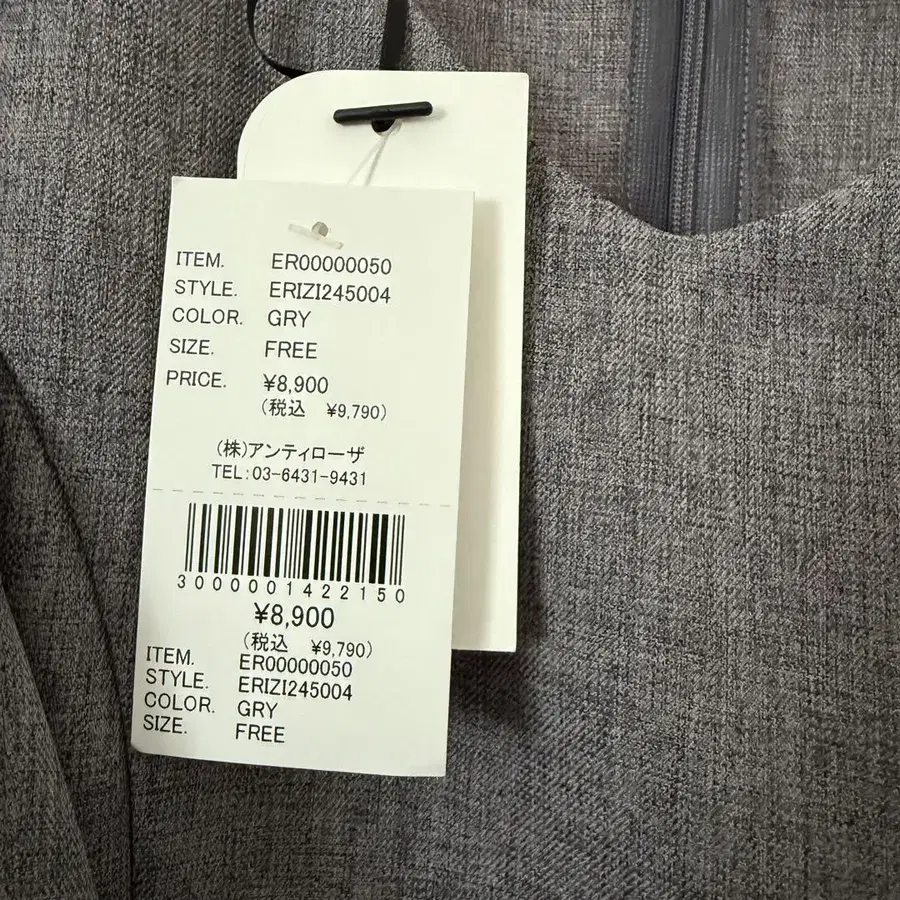 ITEM. ER00000050
STYLE. ERIZI245004
COLOR. GRY
SIZE. FREE
PRICE. ¥8,900
(税込 ¥9,790)
(株)アンティローザ
TEL:03-6431-9431
3000001422150
¥8,900
(税込 ¥9,790)
ITEM. ER00000050
STYLE. ERIZI245004
COLOR. GRY
SIZE. FREE